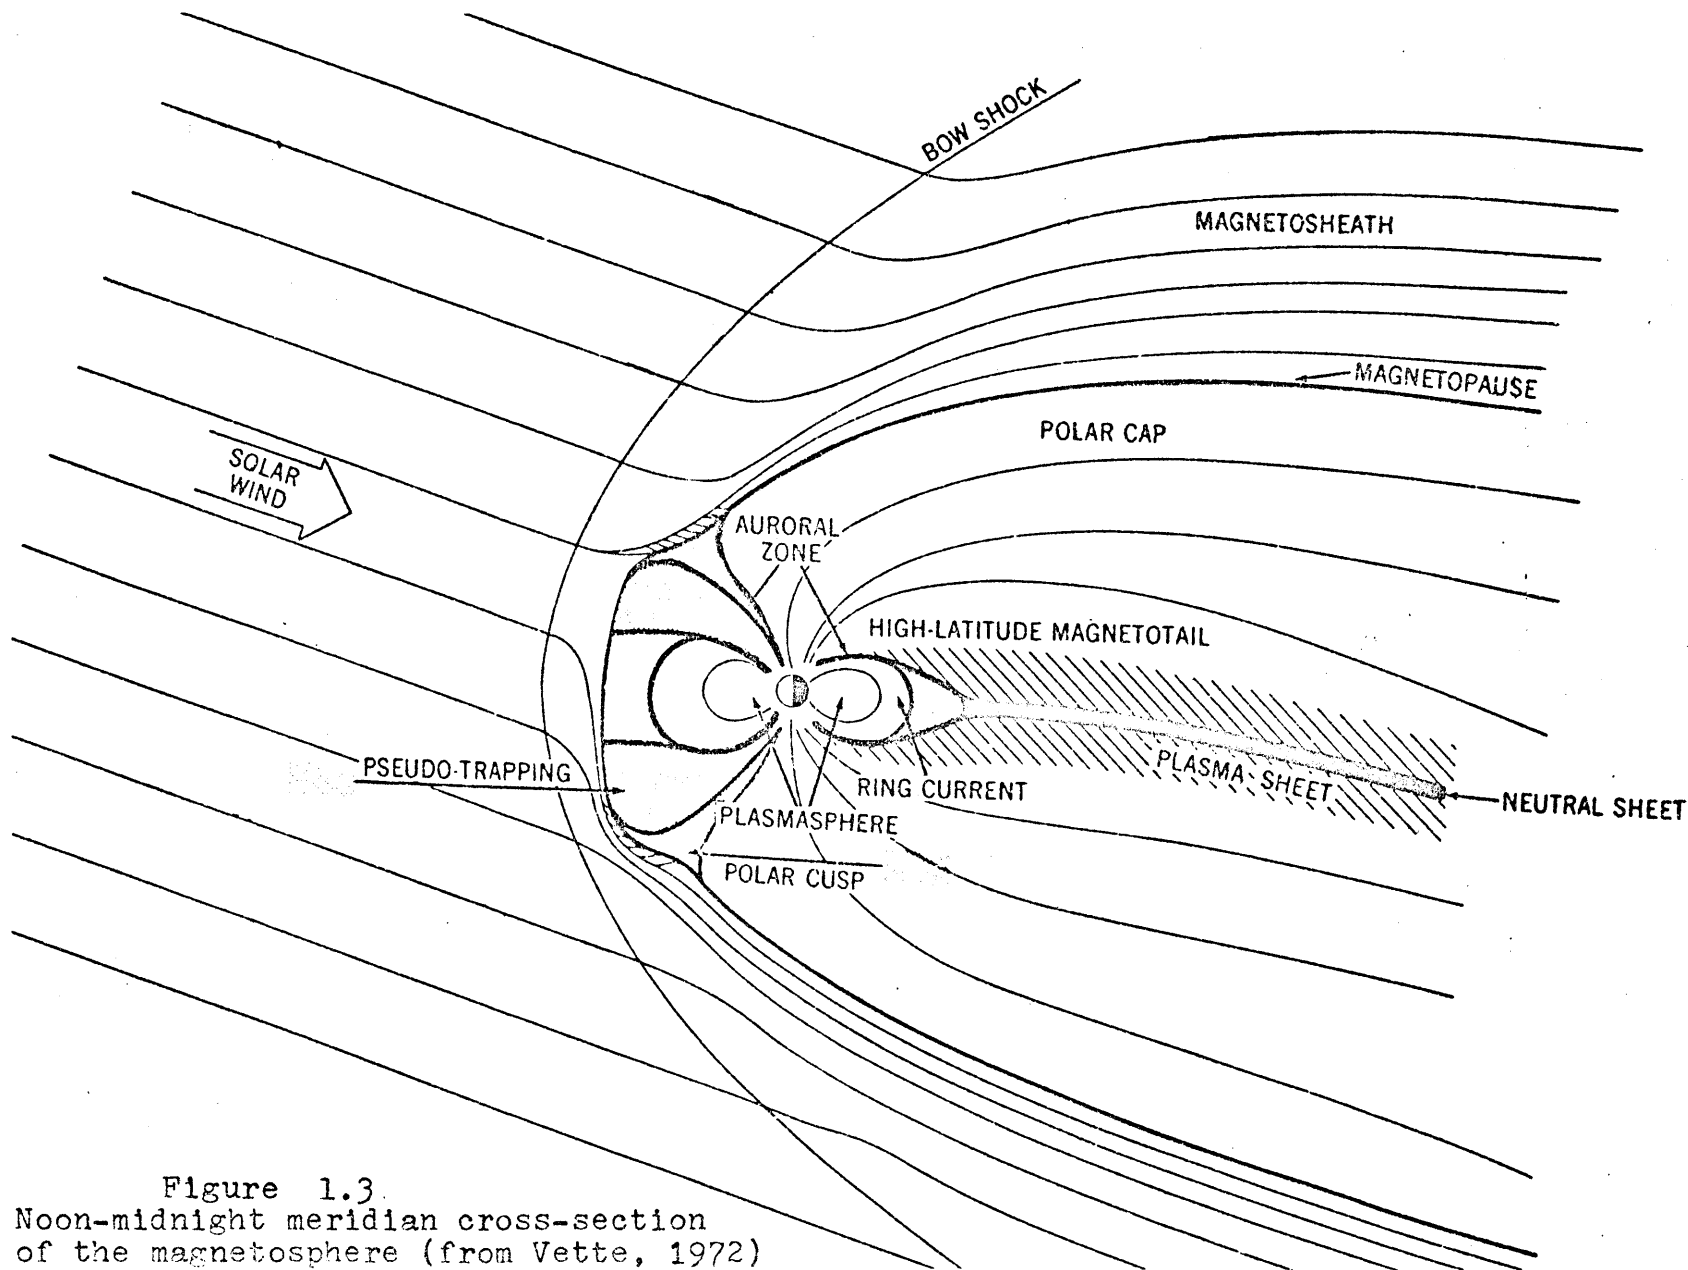 BOW SHOCK
MAGNETOSHEATH
MAGNETOPAUSE
POLAR CAP
SOLAR
WIND
AURORAL
ZONE
HIGH-LATITUDE MAGNETOTAIL
PSEUDO-TRAPPING
PLASMA-SHEET
RING CURRENT
NEUTRAL SHEET
PLASMASPHERE
POLAR CUSP
Figure 1.3
Noon-midnight meridian cross-section
of the magnetosphere (from Vette, 1972)